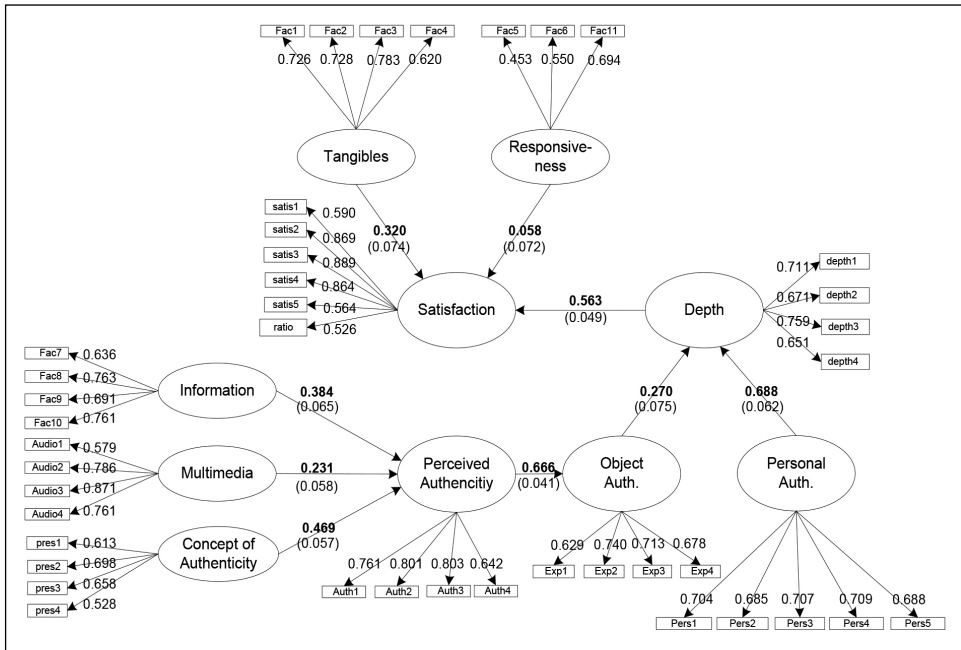 Fac1 Fac2 Fac3 Fac4
0.726 0.728 0.783 0.620
Fac5 Fac6 Fac11
0.453 0.550 0.694
Tangibles
Responsive-
ness
satis1 0.590
satis2 0.869
satis3 0.889
satis4 0.864
satis5 0.564
ratio 0.526
0.320
(0.074)
0.058
(0.072)
Satisfaction
0.563
(0.049)
Depth
0.711 depth1
0.671 depth2
0.759 depth3
0.651 depth4
Fac7 0.636
Fac8 0.763
Fac9 0.691
Fac10 0.761
Information
0.384
(0.065)
0.270
(0.075)
0.688
(0.062)
Audio1 0.579
Audio2 0.786
Audio3 0.871
Audio4 0.761
Multimedia
0.231
(0.058)
Perceived
Authencitiy
0.666
(0.041)
Object
Auth.
Personal
Auth.
pres1 0.613
pres2 0.698
pres3 0.658
pres4 0.528
Concept of
Authenticity
0.469
(0.057)
0.761 0.801 0.803 0.642
Auth1 Auth2 Auth3 Auth4
0.629 0.740 0.713 0.678
Exp1 Exp2 Exp3 Exp4
0.704 0.685 0.707 0.709 0.688
Pers1 Pers2 Pers3 Pers4 Pers5